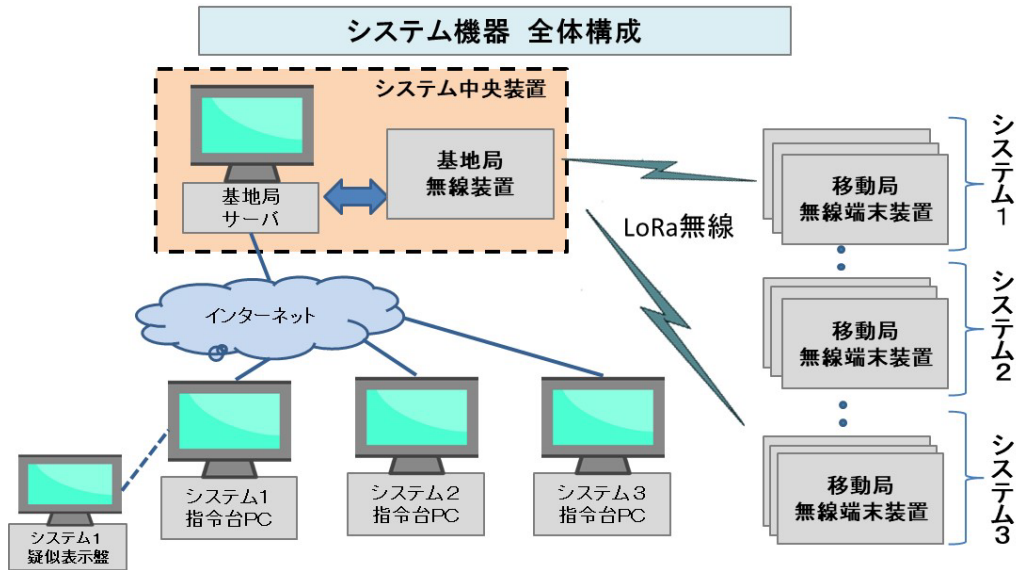 システム機器 全体構成
システム中央装置
基地局
サーバ
基地局
無線装置
LoRa無線
移動局
無線端末装置
システム1
移動局
無線端末装置
システム2
移動局
無線端末装置
システム3
インターネット
システム1
指令台PC
システム2
指令台PC
システム3
指令台PC
システム1
疑似表示盤